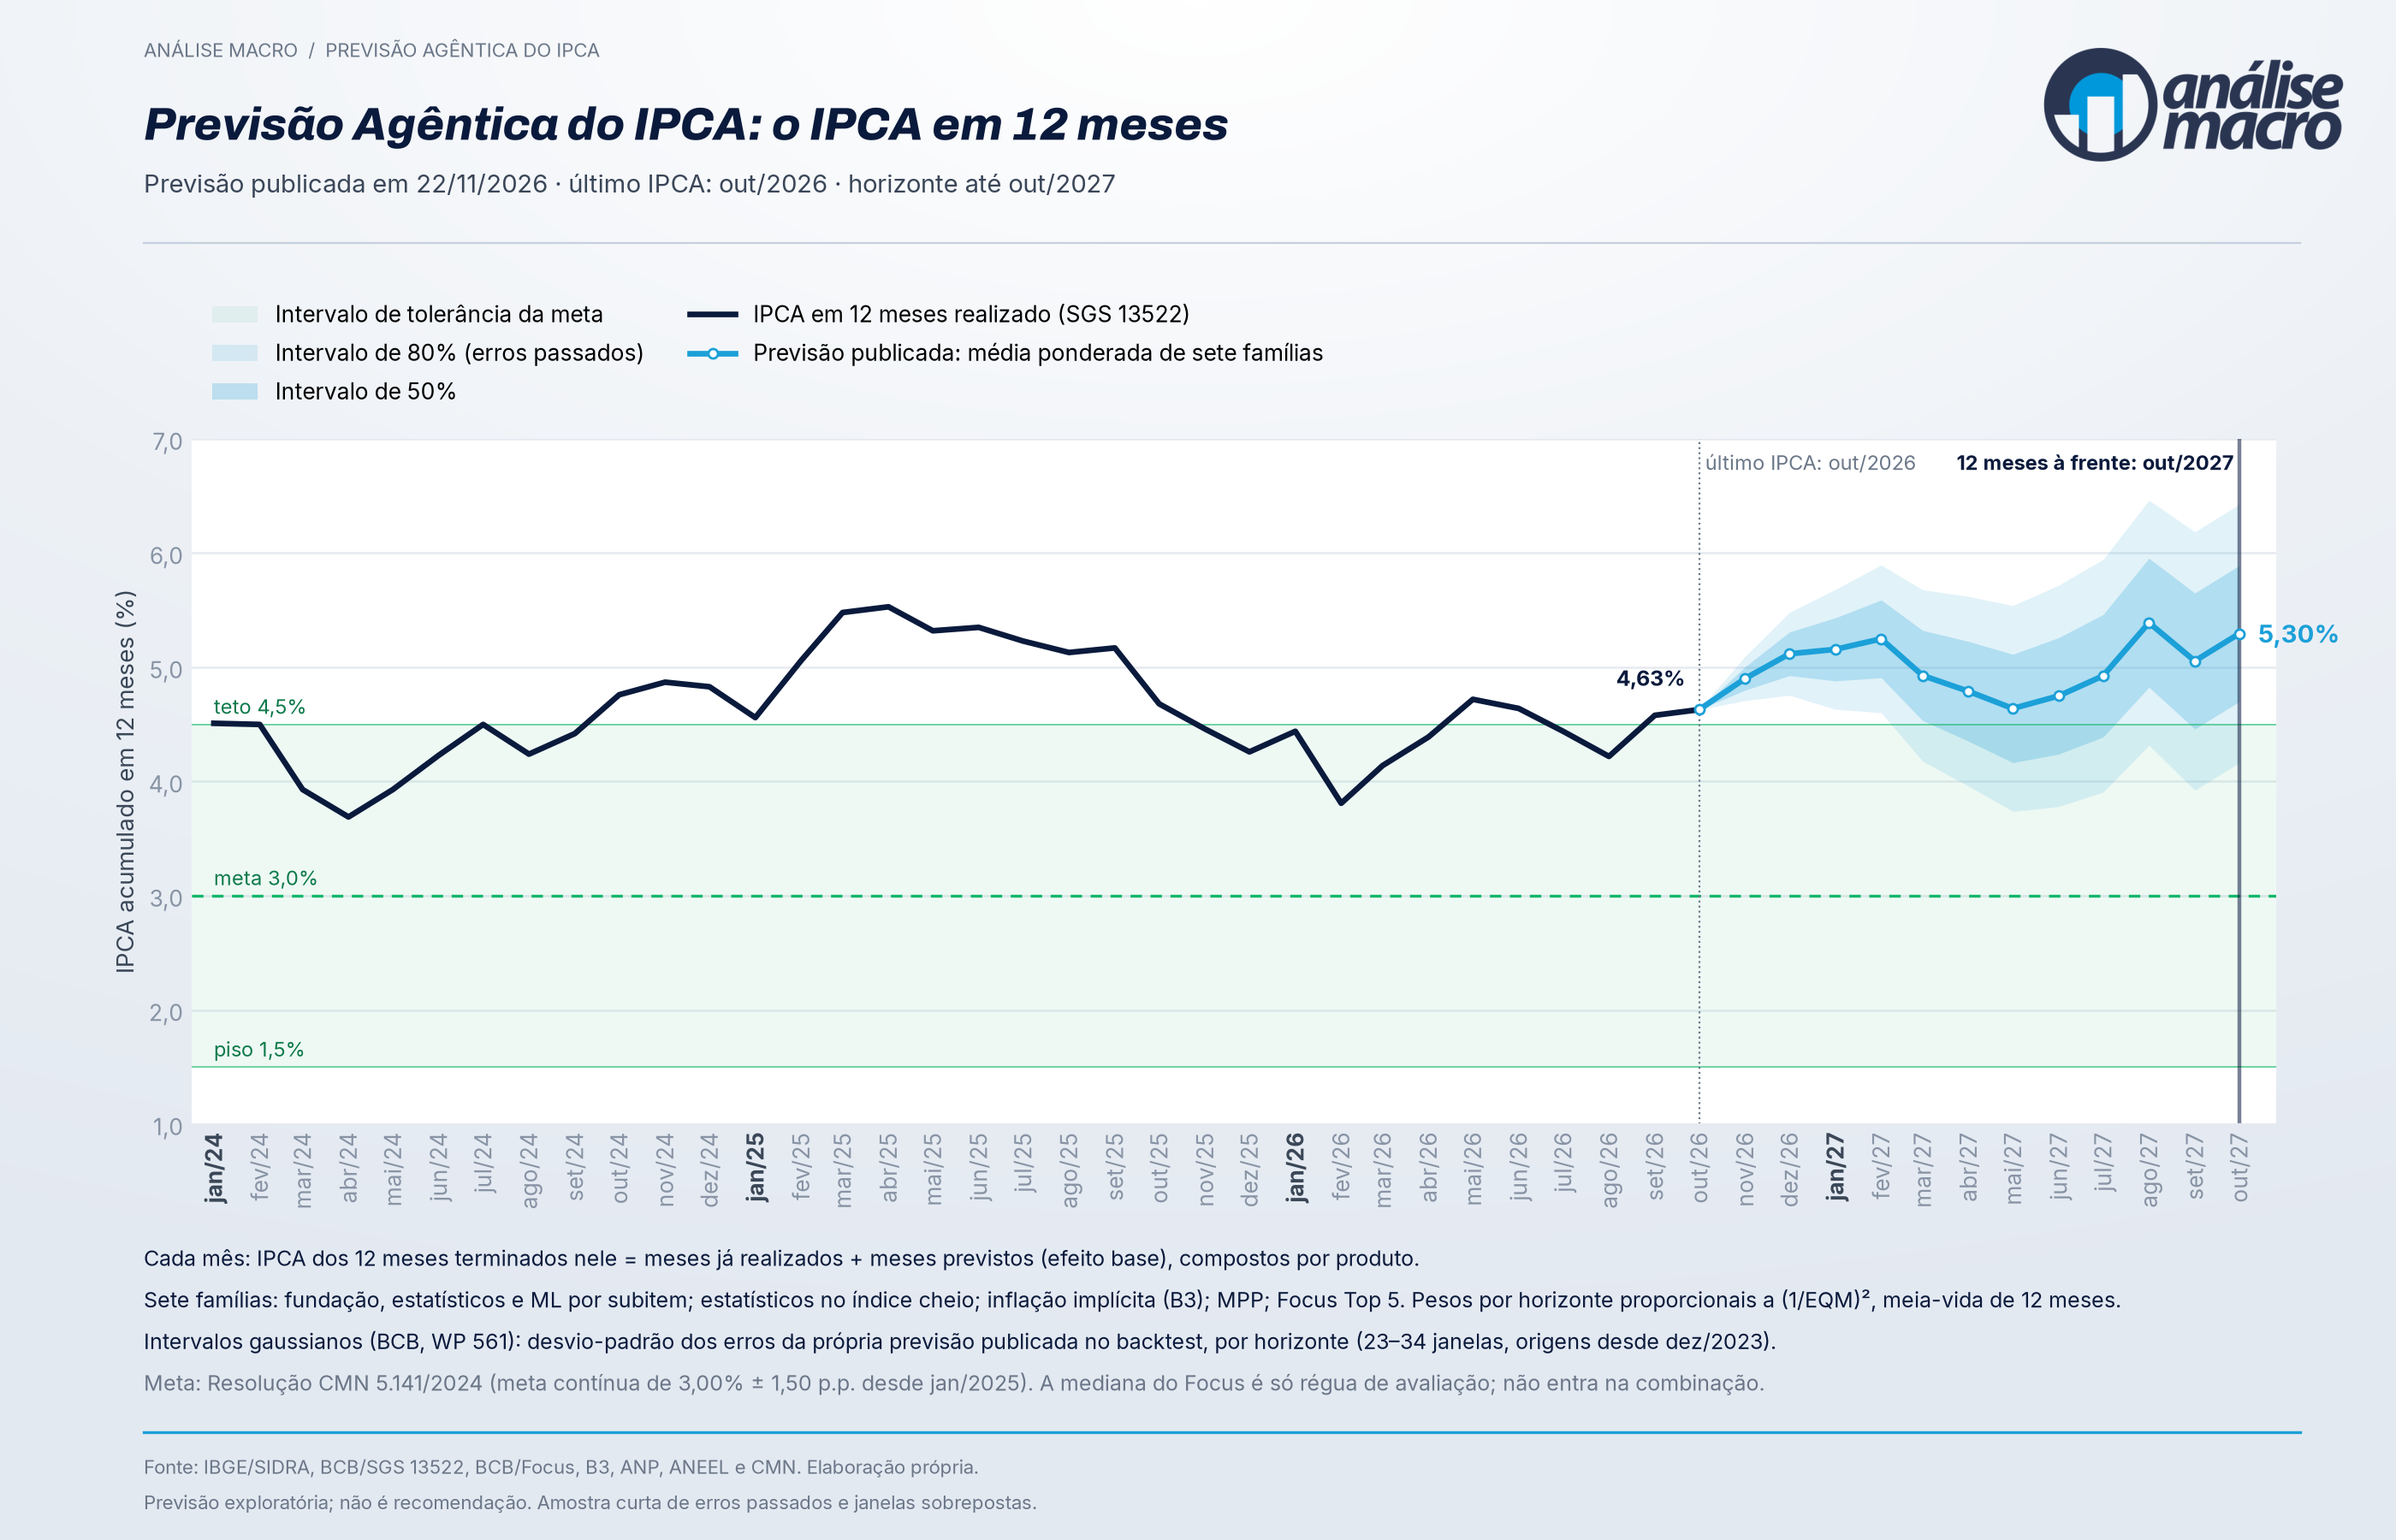 ANÁLISE MACRO / PREVISÃO AGÊNTICA DO IPCA
análise
macro
Previsão Agêntica do IPCA: o IPCA em 12 meses
Previsão publicada em 22/11/2026 · último IPCA: out/2026 · horizonte até out/2027
Intervalo de tolerância da meta
Intervalo de 80% (erros passados)
Intervalo de 50%
IPCA em 12 meses realizado (SGS 13522)
Previsão publicada: média ponderada de sete famílias
IPCA acumulado em 12 meses (%)
7,0
6,0
5,0
4,0
3,0
2,0
1,0
último IPCA: out/2026
12 meses à frente: out/2027
5,30%
4,63%
teto 4,5%
meta 3,0%
piso 1,5%
jan/24
fev/24
mar/24
abr/24
mai/24
jun/24
jul/24
ago/24
set/24
out/24
nov/24
dez/24
jan/25
fev/25
mar/25
abr/25
mai/25
jun/25
jul/25
ago/25
set/25
out/25
nov/25
dez/25
jan/26
fev/26
mar/26
abr/26
mai/26
jun/26
jul/26
ago/26
set/26
out/26
nov/26
dez/26
jan/27
fev/27
mar/27
abr/27
mai/27
jun/27
jul/27
ago/27
set/27
out/27
Cada mês: IPCA dos 12 meses terminados nele = meses já realizados + meses previstos (efeito base), compostos por produto.
Sete famílias: fundação, estatísticos e ML por subitem; estatísticos no índice cheio; inflação implícita (B3); MPP; Focus Top 5. Pesos por horizonte proporcionais a (1/EQM)², meia-vida de 12 meses.
Intervalos gaussianos (BCB, WP 561): desvio-padrão dos erros da própria previsão publicada no backtest, por horizonte (23–34 janelas, origens desde dez/2023).
Meta: Resolução CMN 5.141/2024 (meta contínua de 3,00% ± 1,50 p.p. desde jan/2025). A mediana do Focus é só régua de avaliação; não entra na combinação.
Fonte: IBGE/SIDRA, BCB/SGS 13522, BCB/Focus, B3, ANP, ANEEL e CMN. Elaboração própria.
Previsão exploratória; não é recomendação. Amostra curta de erros passados e janelas sobrepostas.